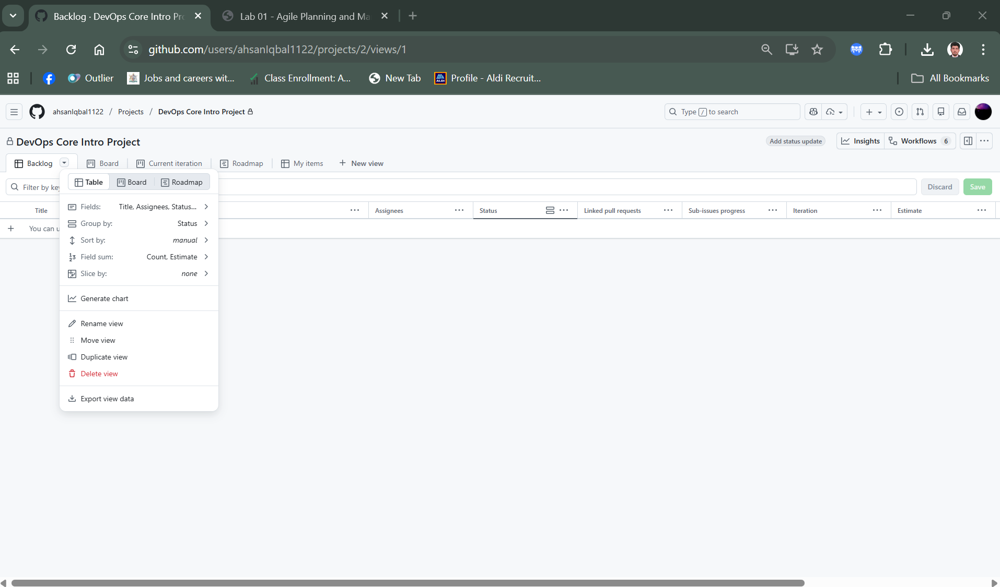 Backlog · DevOps Core Intro Pro
Lab 01 - Agile Planning and Ma
github.com/users/ahsanIqbal1122/projects/2/views/1
Outlier
Jobs and careers wit...
Class Enrollment: A...
New Tab
ALDI
Profile - Aldi Recruit...
All Bookmarks
ahsanIqbal1122 / Projects / DevOps Core Intro Project
Type / to search
DevOps Core Intro Project
Add status update
Insights
Workflows 6
Backlog
Board
Current iteration
Roadmap
My items
New view
Filter by key
Discard
Save
Table
Board
Roadmap
Title
Assignees
Status
Linked pull requests
Sub-issues progress
Iteration
Estimate
You can u
Fields: Title, Assignees, Status...
Group by: Status
Sort by: manual
Field sum: Count, Estimate
Slice by: none
Generate chart
Rename view
Move view
Duplicate view
Delete view
Export view data